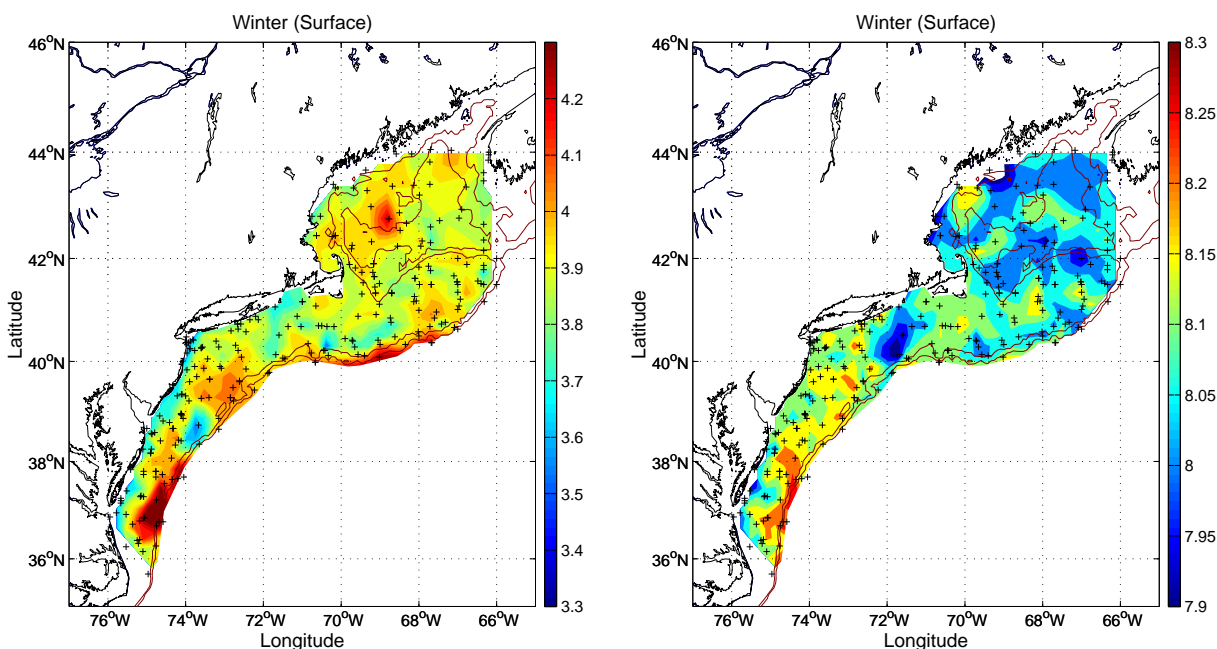 Winter (Surface)
46°N
44°N
42°N
40°N
38°N
36°N
Latitude
76°W 74°W 72°W 70°W 68°W 66°W
Longitude
4.2
4.1
4
3.9
3.8
3.7
3.6
3.5
3.4
3.3
Winter (Surface)
46°N
44°N
42°N
40°N
38°N
36°N
Latitude
76°W 74°W 72°W 70°W 68°W 66°W
Longitude
8.3
8.25
8.2
8.15
8.1
8.05
8
7.95
7.9